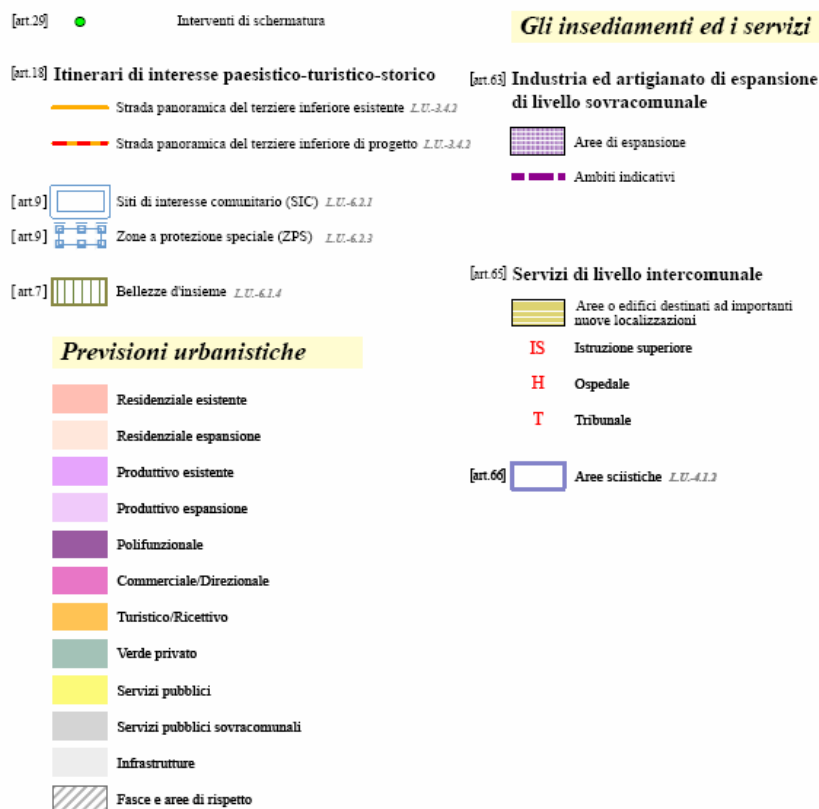 [art.29] Interventi di schermatura
[art.18] Itinerari di interesse paesistico-turistico-storico
Strada panoramica del terziere inferiore esistente L.U.-3.4.2
Strada panoramica del terziere inferiore di progetto L.U.-3.4.2
[art.9] Siti di interesse comunitario (SIC) L.U.-6.2.1
[art.9] Zone a protezione speciale (ZPS) L.U.-6.2.3
[art.7] Bellezze d'insieme L.U.-6.1.4
Previsioni urbanistiche
Residenziale esistente
Residenziale espansione
Produttivo esistente
Produttivo espansione
Polifunzionale
Commerciale/Direzionale
Turistico/Ricettivo
Verde privato
Servizi pubblici
Servizi pubblici sovracomunali
Infrastrutture
Fasce e aree di rispetto
Gli insediamenti ed i servizi
[art.63] Industria ed artigianato di espansione
di livello sovracomunale
Aree di espansione
Ambiti indicativi
[art.65] Servizi di livello intercomunale
Aree o edifici destinati ad importanti
nuove localizzazioni
IS Istruzione superiore
H Ospedale
T Tribunale
[art.66] Aree sciistiche L.U.-4.1.2